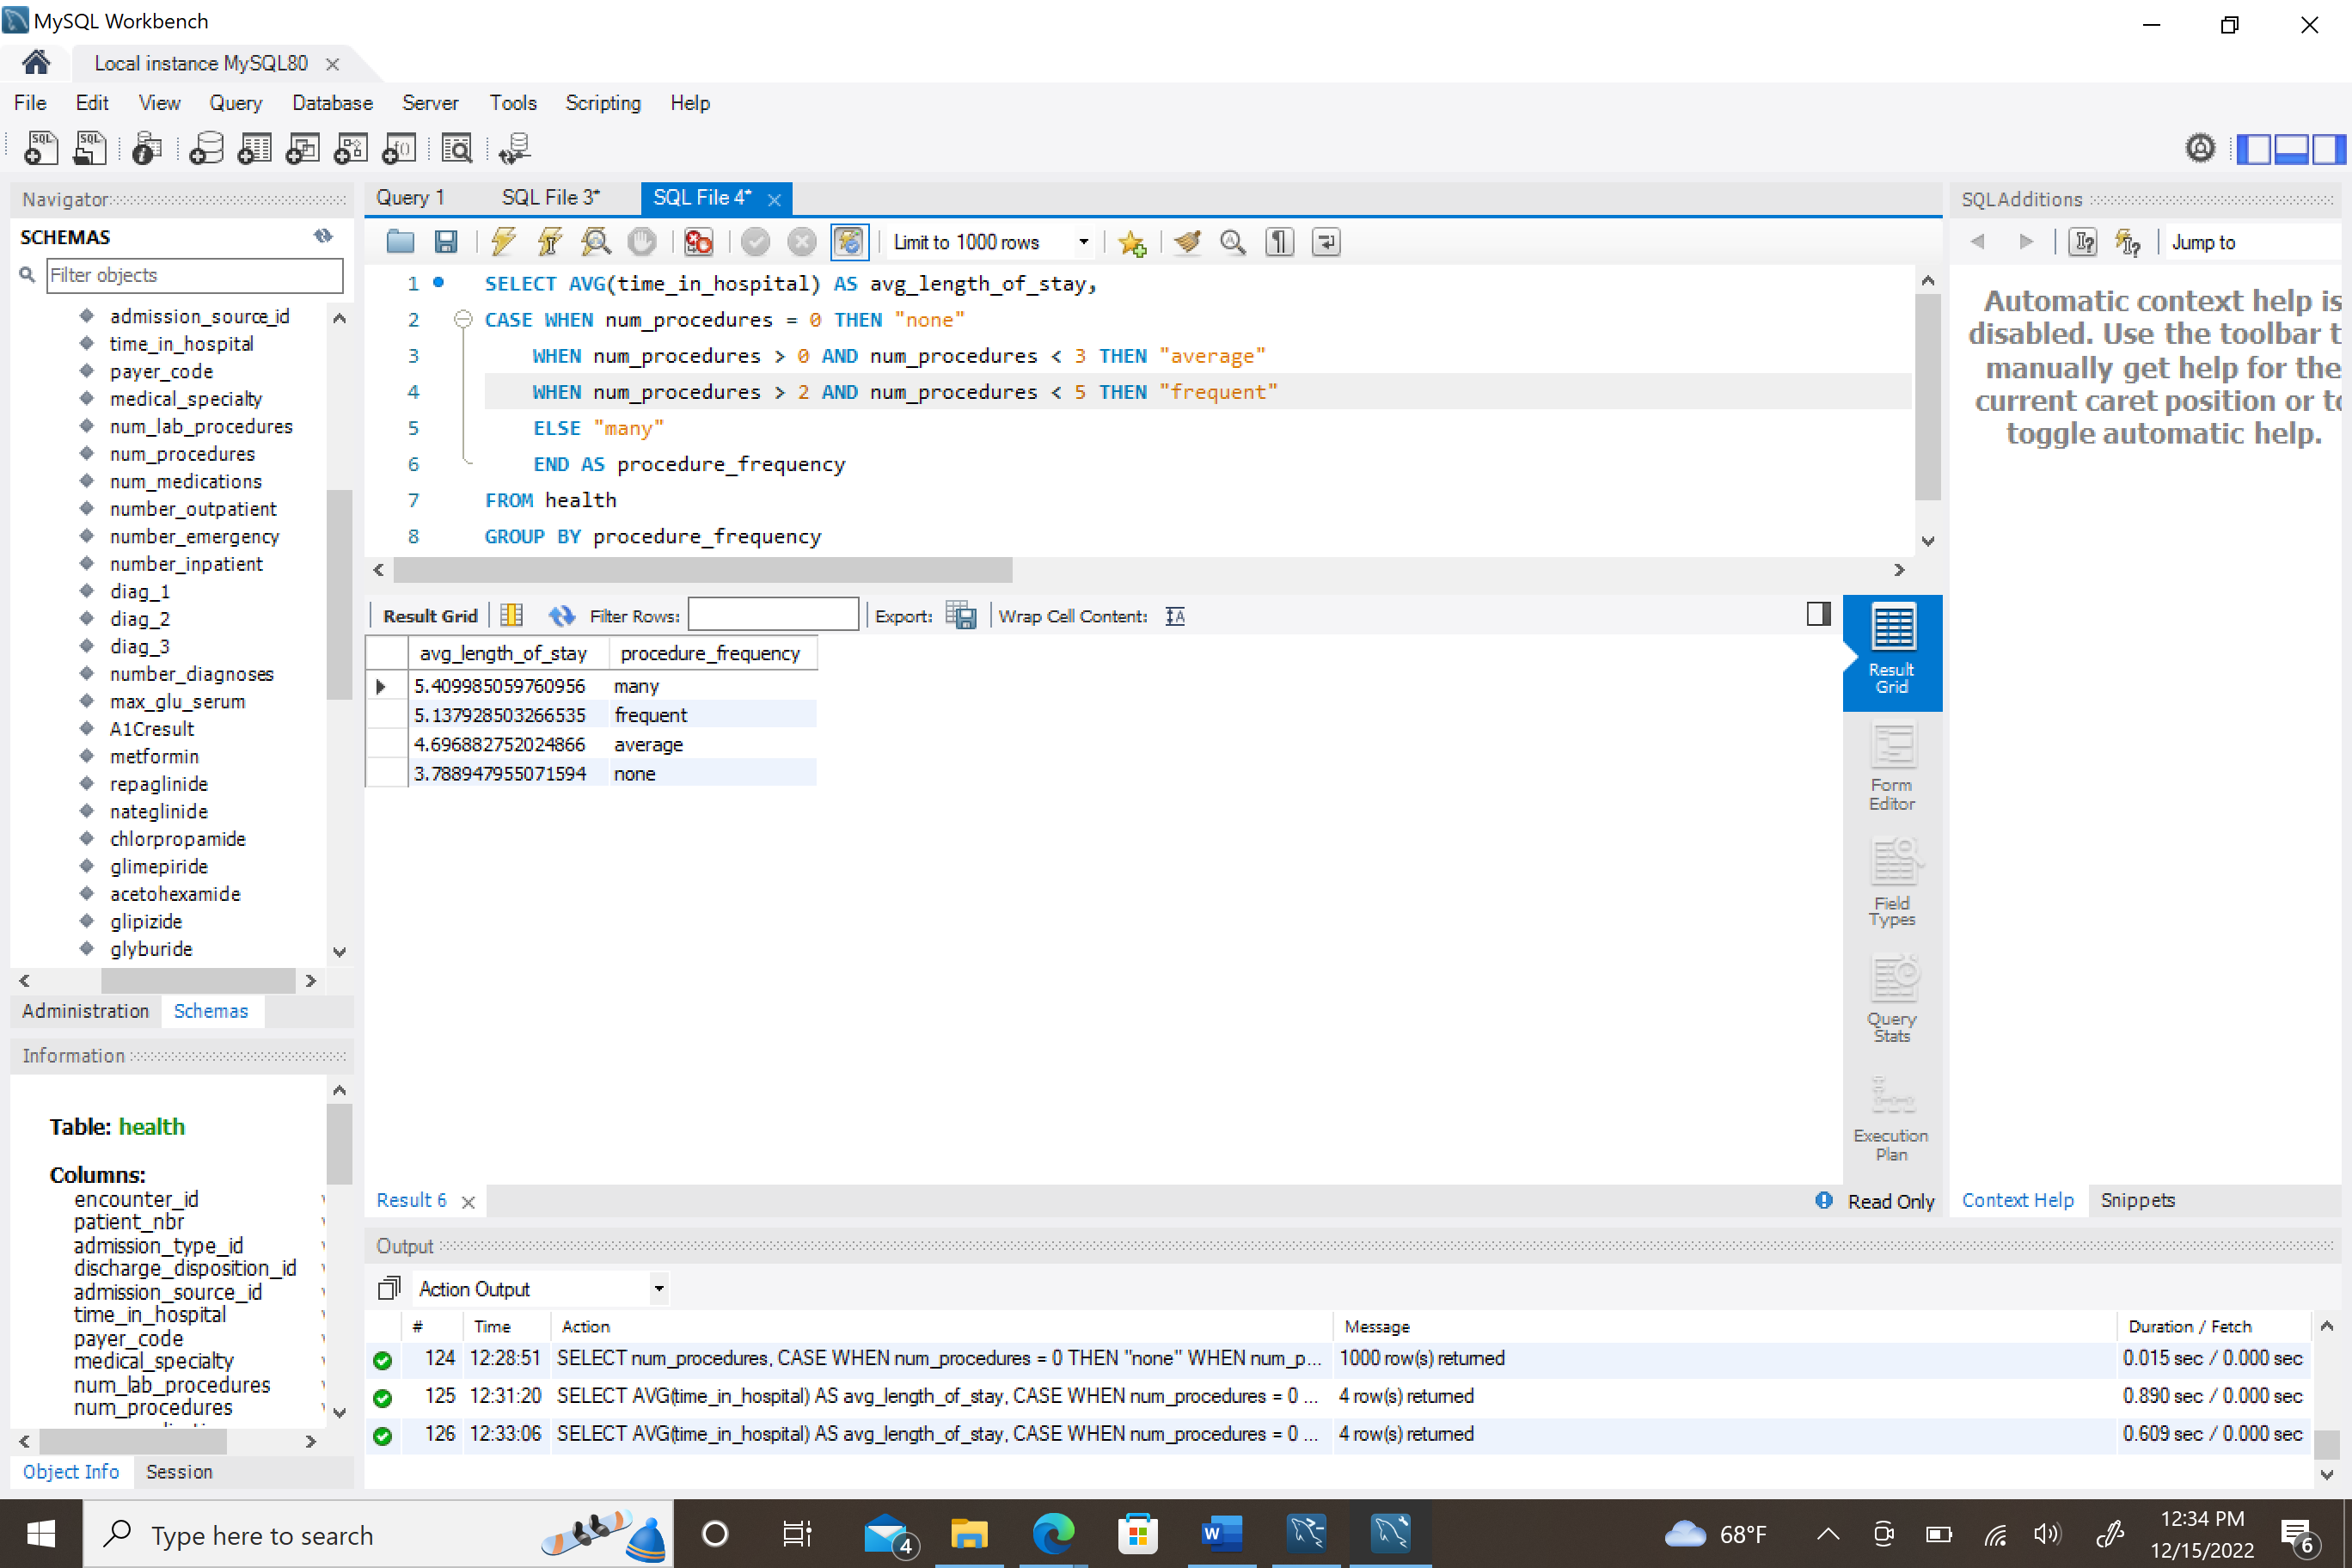 MySQL Workbench
Local instance MySQL80
File Edit View Query Database Server Tools Scripting Help
Navigator
SCHEMAS
Filter objects
admission_source_id
time_in_hospital
payer_code
medical_specialty
num_lab_procedures
num_procedures
num_medications
number_outpatient
number_emergency
number_inpatient
diag_1
diag_2
diag_3
number_diagnoses
max_glu_serum
A1Cresult
metformin
repaglinide
nateglinide
chlorpropamide
glimepiride
acetohexamide
glipizide
glyburide
Administration Schemas
Information
Table: health
Columns:
encounter_id
patient_nbr
admission_type_id
discharge_disposition_id
admission_source_id
time_in_hospital
payer_code
medical_specialty
num_lab_procedures
num_procedures
Object Info Session
Query 1 SQL File 3* SQL File 4*
Limit to 1000 rows
1 SELECT AVG(time_in_hospital) AS avg_length_of_stay,
2 CASE WHEN num_procedures = 0 THEN "none"
3 WHEN num_procedures > 0 AND num_procedures < 3 THEN "average"
4 WHEN num_procedures > 2 AND num_procedures < 5 THEN "frequent"
5 ELSE "many"
6 END AS procedure_frequency
7 FROM health
8 GROUP BY procedure_frequency
Result Grid Filter Rows: Export: Wrap Cell Content:
avg_length_of_stay procedure_frequency
5.409985059760956 many
5.137928503266535 frequent
4.696882752024866 average
3.788947955071594 none
Result
Grid
Form
Editor
Field
Types
Query
Stats
Execution
Plan
Result 6
Read Only
SQLAdditions
Jump to
Automatic context help is
disabled. Use the toolbar t
manually get help for the
current caret position or to
toggle automatic help.
Context Help Snippets
Output
Action Output
# Time Action Message Duration / Fetch
124 12:28:51 SELECT num_procedures, CASE WHEN num_procedures = 0 THEN "none" WHEN num_p... 1000 row(s) returned 0.015 sec / 0.000 sec
125 12:31:20 SELECT AVG(time_in_hospital) AS avg_length_of_stay, CASE WHEN num_procedures = 0 ... 4 row(s) returned 0.890 sec / 0.000 sec
126 12:33:06 SELECT AVG(time_in_hospital) AS avg_length_of_stay, CASE WHEN num_procedures = 0 ... 4 row(s) returned 0.609 sec / 0.000 sec
Type here to search
4
68°F
12:34 PM
12/15/2022
6